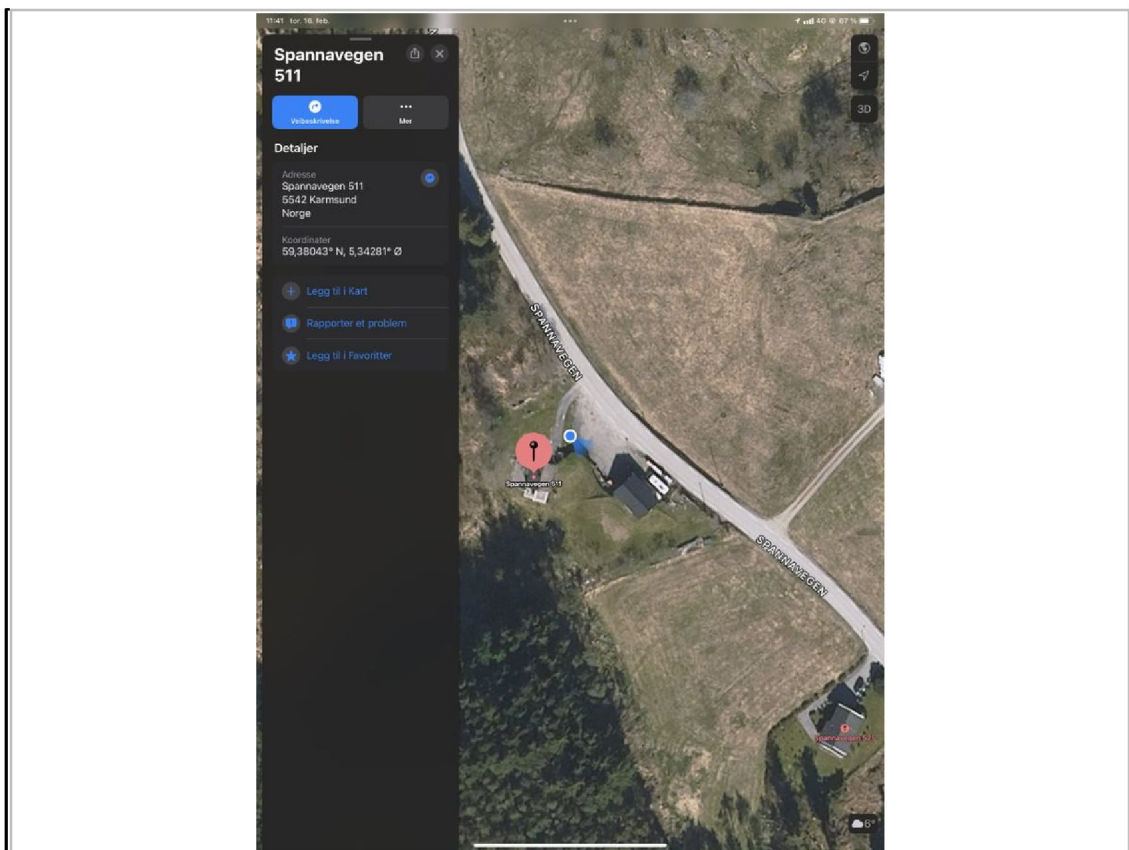 11:41 tor. 16. feb.
4G 67 %
Spannavegen
511
Veibeskrivelse
Mer
Detaljer
Adresse
Spannavegen 511
5542 Karmsund
Norge
Koordinater
59,38043° N, 5,34281° Ø
Legg til i Kart
Rapporter et problem
Legg til i Favoritter
3D
SPANNAVEGEN
Spannavegen 511
SPANNAVEGEN
6°